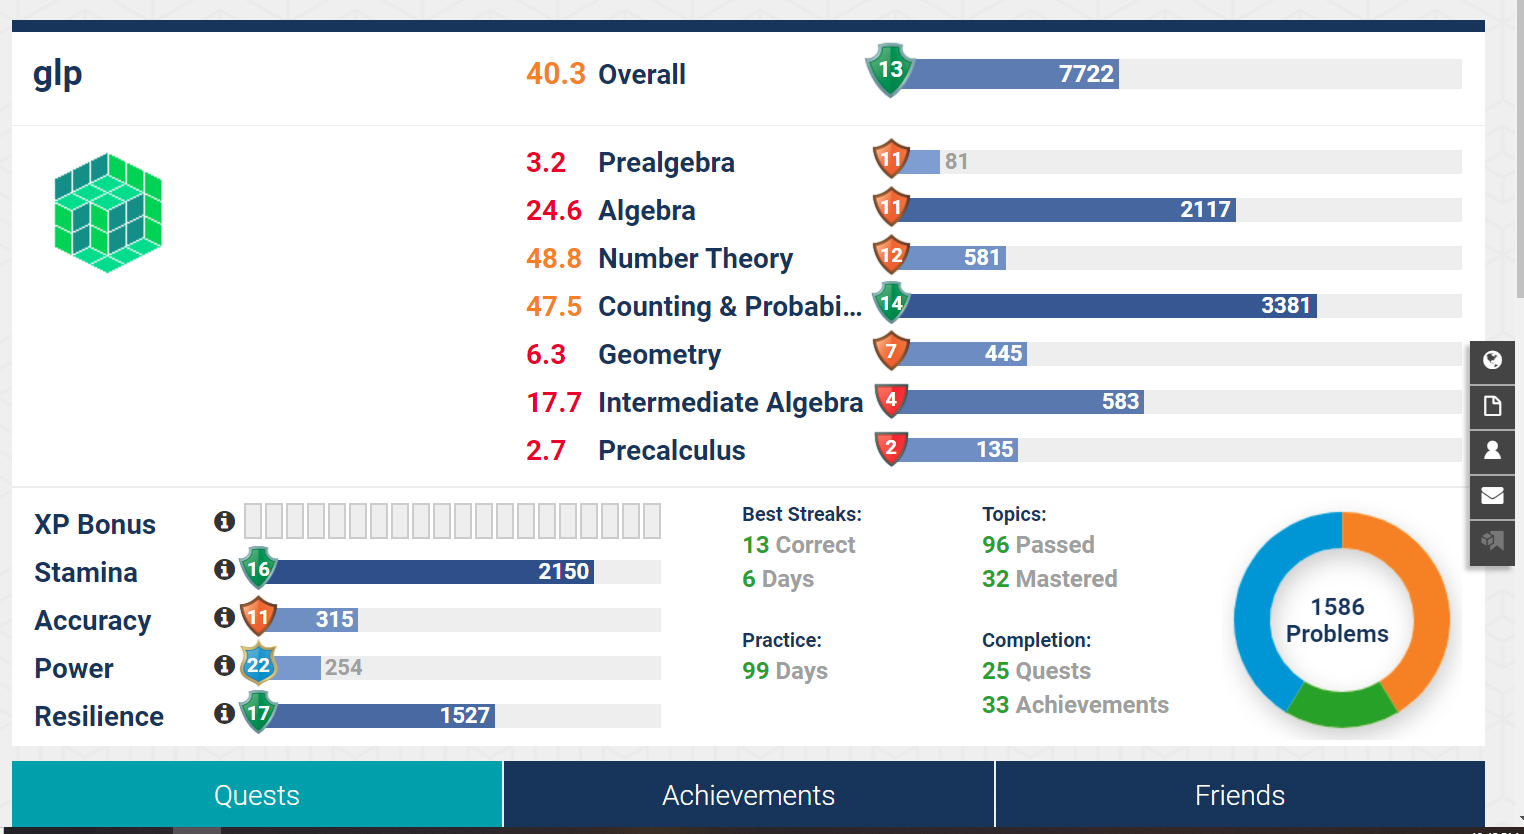 glp
40.3 Overall 13 7722
3.2 Prealgebra 11 81
24.6 Algebra 11 2117
48.8 Number Theory 12 581
47.5 Counting & Probabi... 14 3381
6.3 Geometry 7 445
17.7 Intermediate Algebra 4 583
2.7 Precalculus 2 135
XP Bonus
Stamina 16 2150
Accuracy 11 315
Power 22 254
Resilience 17 1527
Best Streaks:
13 Correct
6 Days
Practice:
99 Days
Topics:
96 Passed
32 Mastered
Completion:
25 Quests
33 Achievements
1586
Problems
Quests
Achievements
Friends